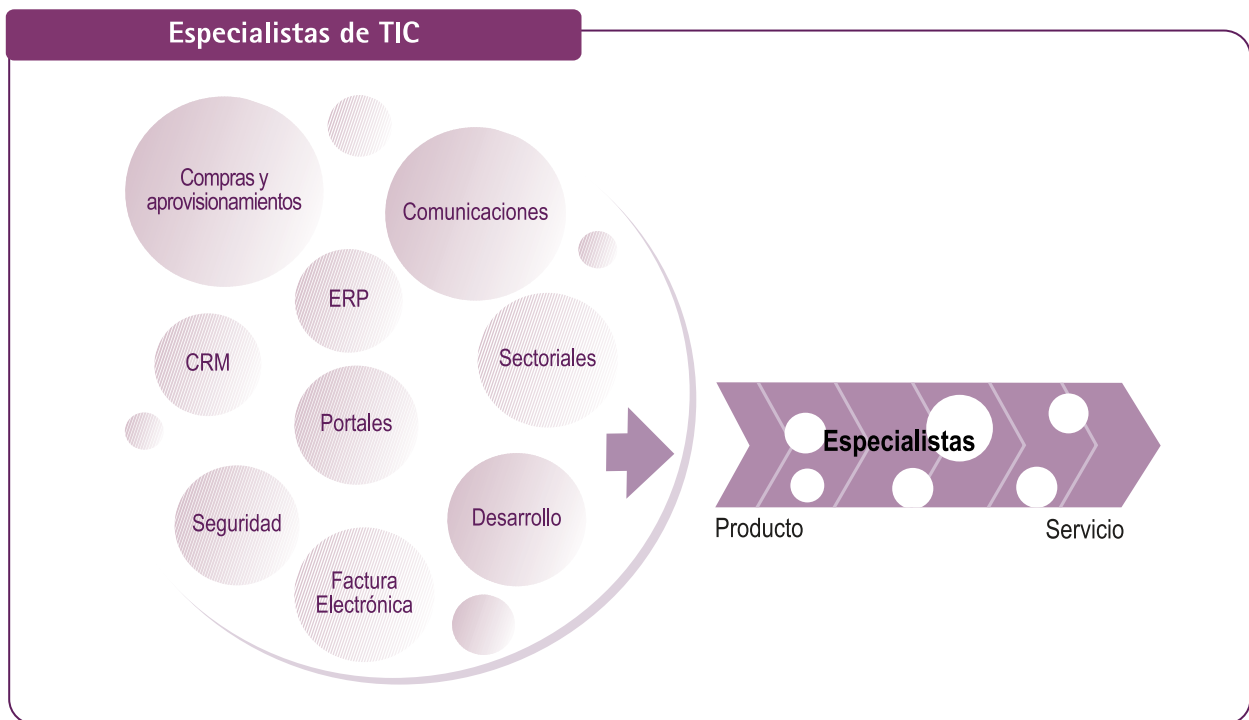 Especialistas de TIC
Compras y
aprovisionamientos
Comunicaciones
ERP
CRM
Sectoriales
Portales
Seguridad
Desarrollo
Factura
Electrónica
Especialistas
Producto
Servicio